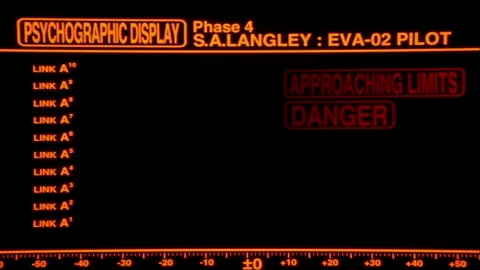 PSYCHOGRAPHIC DISPLAY
Phase 4
S.A.LANGLEY : EVA-02 PILOT
LINK A¹⁰
LINK A⁹
LINK A⁸
LINK A⁷
LINK A⁶
LINK A⁵
LINK A⁴
LINK A³
LINK A²
LINK A¹
APPROACHING LIMITS
DANGER
-50 -40 -30 -20 -10 ±0 +10 +20 +30 +40 +50